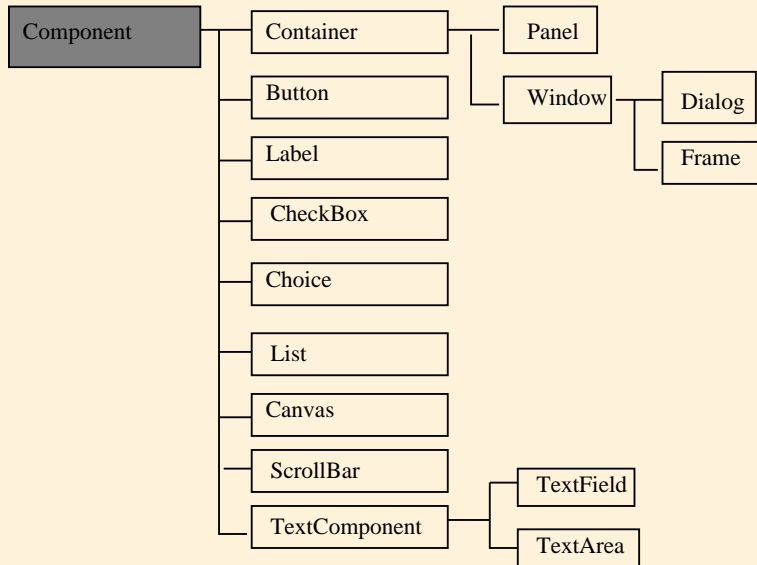 Component
Container
Panel
Button
Window
Dialog
Label
Frame
CheckBox
Choice
List
Canvas
ScrollBar
TextField
TextComponent
TextArea